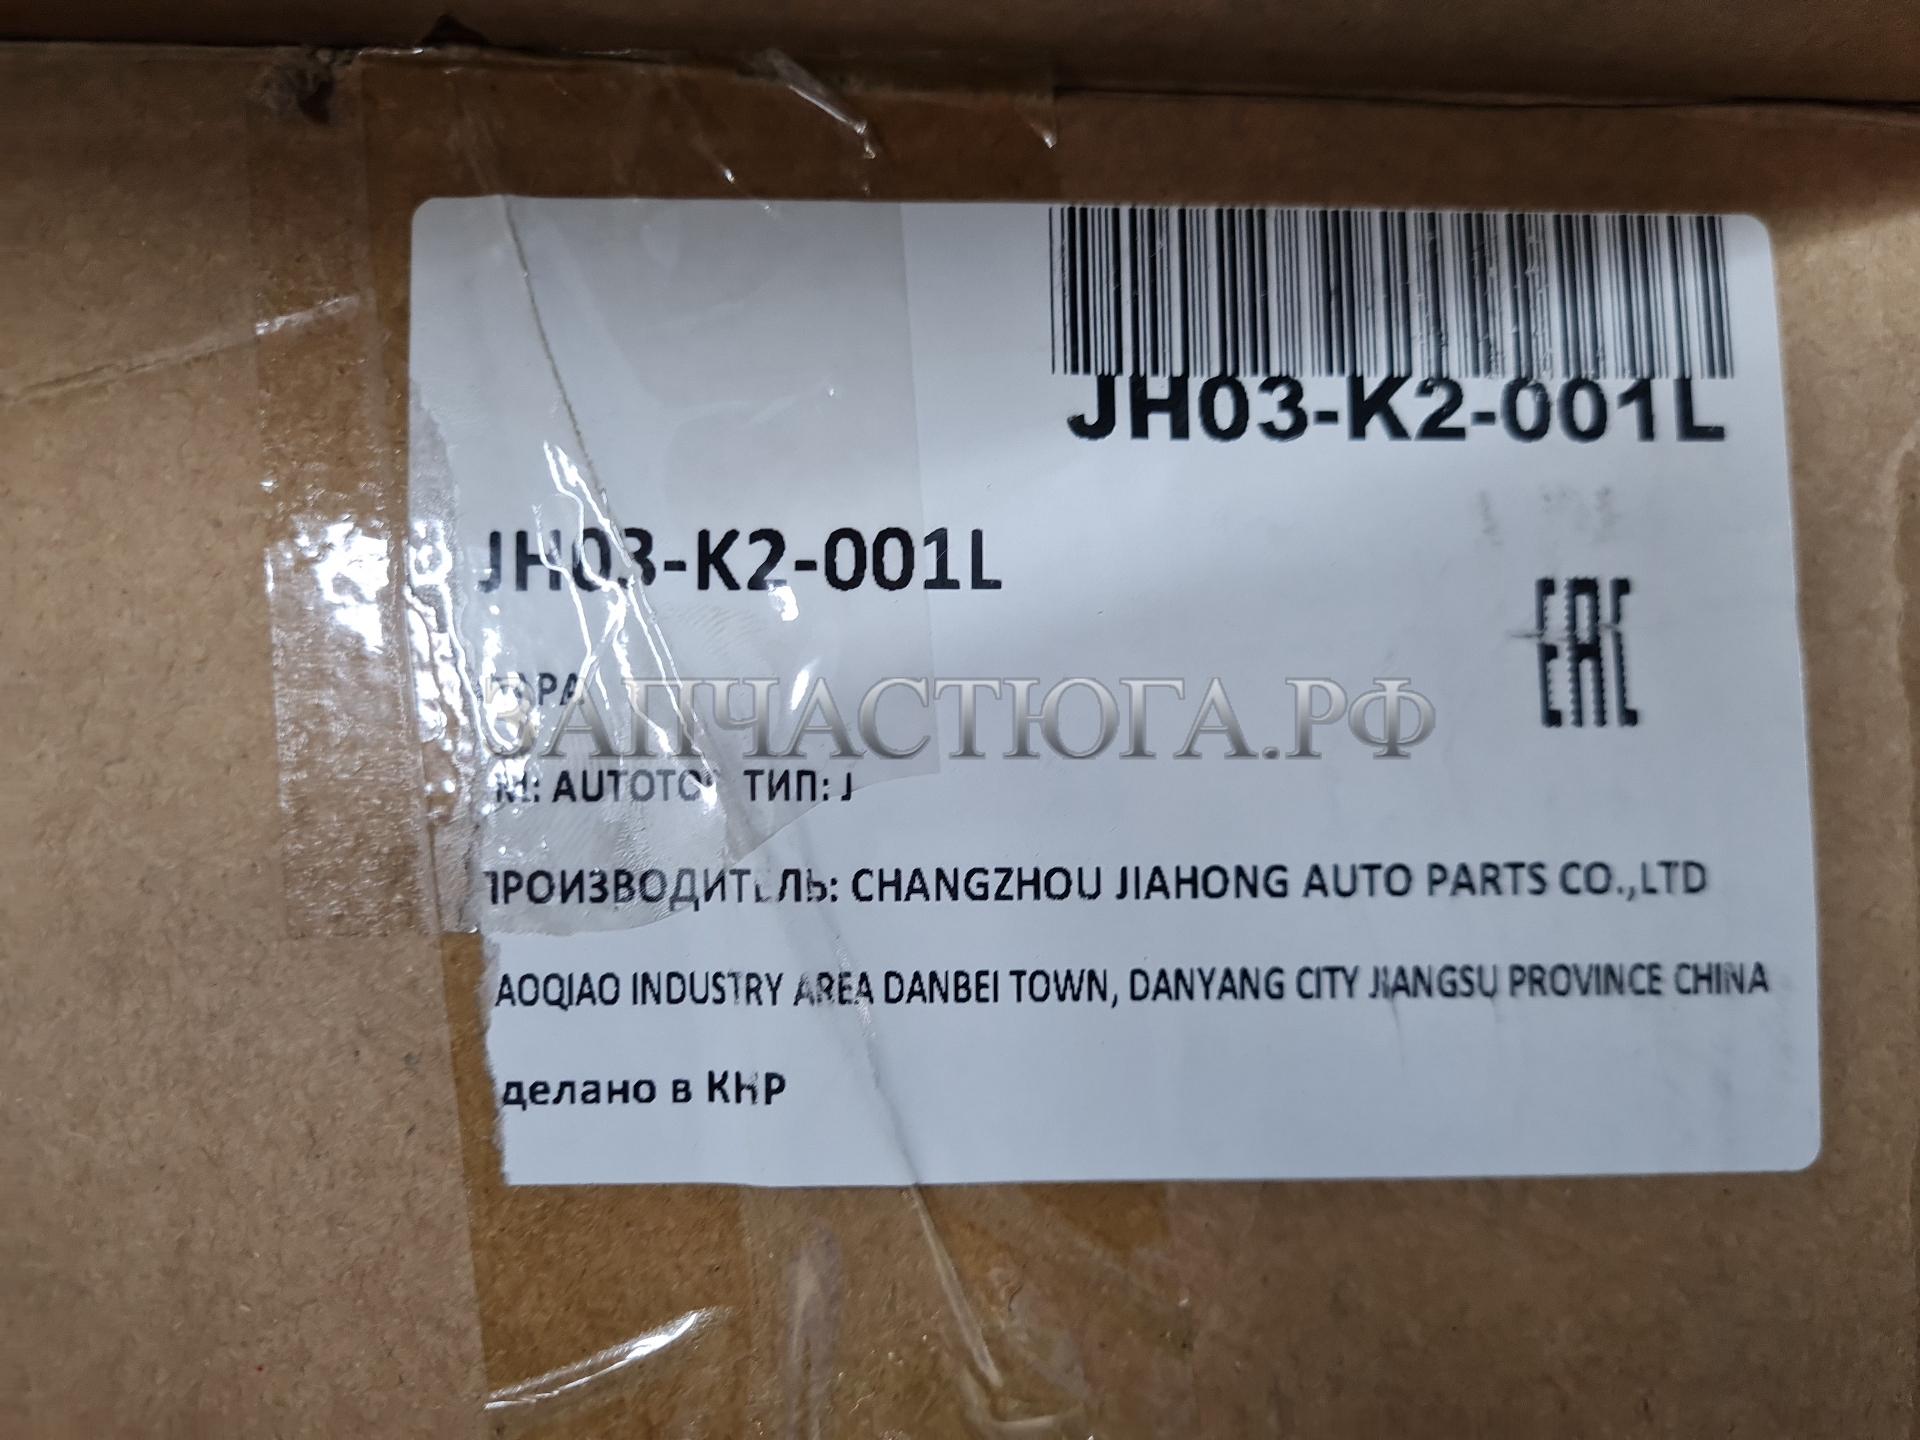 JH03-K2-001L
JH03-K2-001L
EAC
ЗАПЧАСТЮГА.РФ
ТИП: J
ПРОИЗВОДИТЕЛЬ: CHANGZHOU JIAHONG AUTO PARTS CO.,LTD
AOQIAO INDUSTRY AREA DANBEI TOWN, DANYANG CITY JIANGSU PROVINCE CHINA
делано в КНР